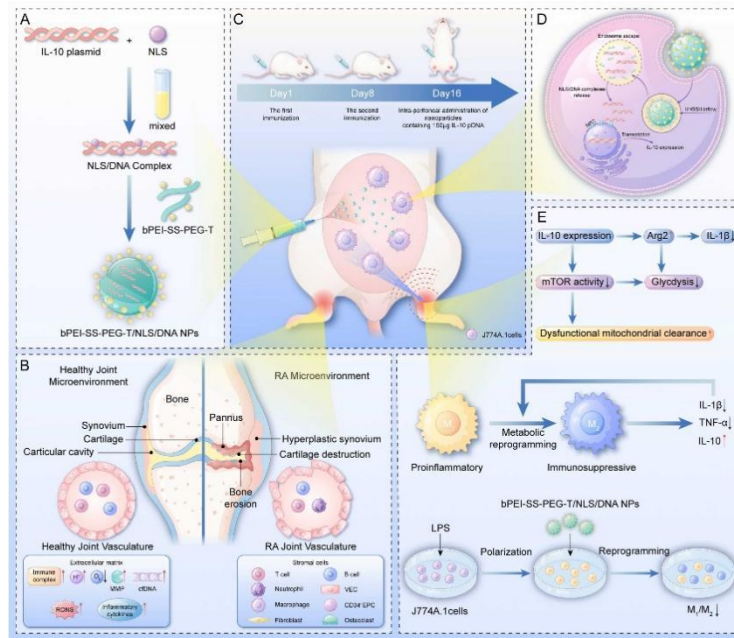 A
IL-10 plasmid
+
NLS
mixed
NLS/DNA Complex
bPEI-SS-PEG-T
bPEI-SS-PEG-T/NLS/DNA NPs
C
Day1
Day8
Day16
The first
immunization
The second
immunization
Intra-peritoneal administration of
nanoparticles
containing 100μg IL-10 pDNA
J774A.1cells
D
Endosome escape
NLS/DNA complexes
release
Transcription
IL-10 expression
E
IL-10 expression
Arg2
IL-1β↓
mTOR activity↓
Glycdysis↓
Dysfunctional mitochondrial clearance↑
B
Healthy Joint
Microenvironment
RA Microenvironment
Bone
Synovium
Cartilage
Carticular cavity
Pannus
Hyperplastic synovium
Cartilage destruction
Bone
erosion
Healthy Joint Vasculature
RA Joint Vasculature
Extracellular matrix
Immune
complex
H⁺
MMP
cfDNA
RONS
Inflammatory
cytokines
Stromal cells
T cell
B cell
Neutrophil
VEC
Macrophage
CD34⁺EPC
Fibroblast
Osteoclast
M₁
Proinflammatory
Metabolic
reprogramming
M₂
Immunosuppressive
IL-1β↓
TNF-α↓
IL-10↑
bPEI-SS-PEG-T/NLS/DNA NPs
LPS
Polarization
Reprogramming
J774A.1cells
M₁/M₂↓